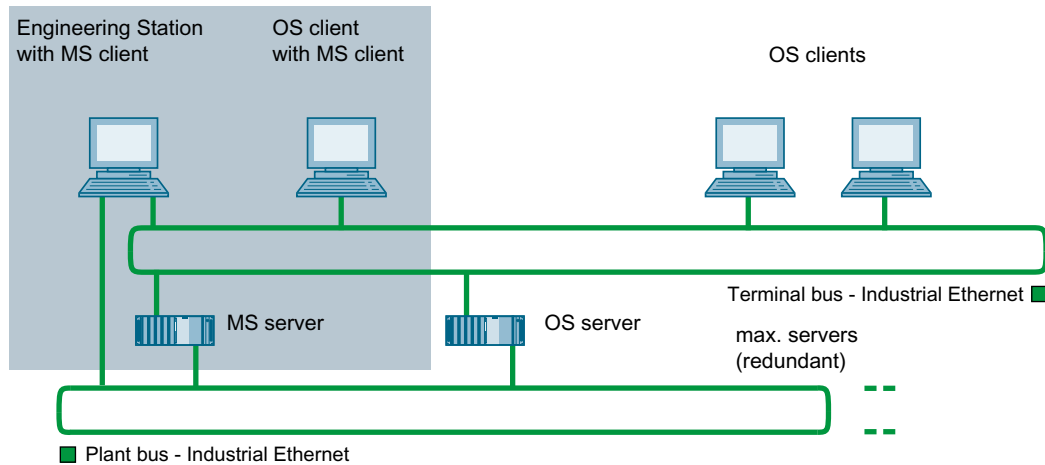 Engineering Station
with MS client
OS client
with MS client
OS clients
Terminal bus - Industrial Ethernet
MS server
OS server
max. servers
(redundant)
Plant bus - Industrial Ethernet